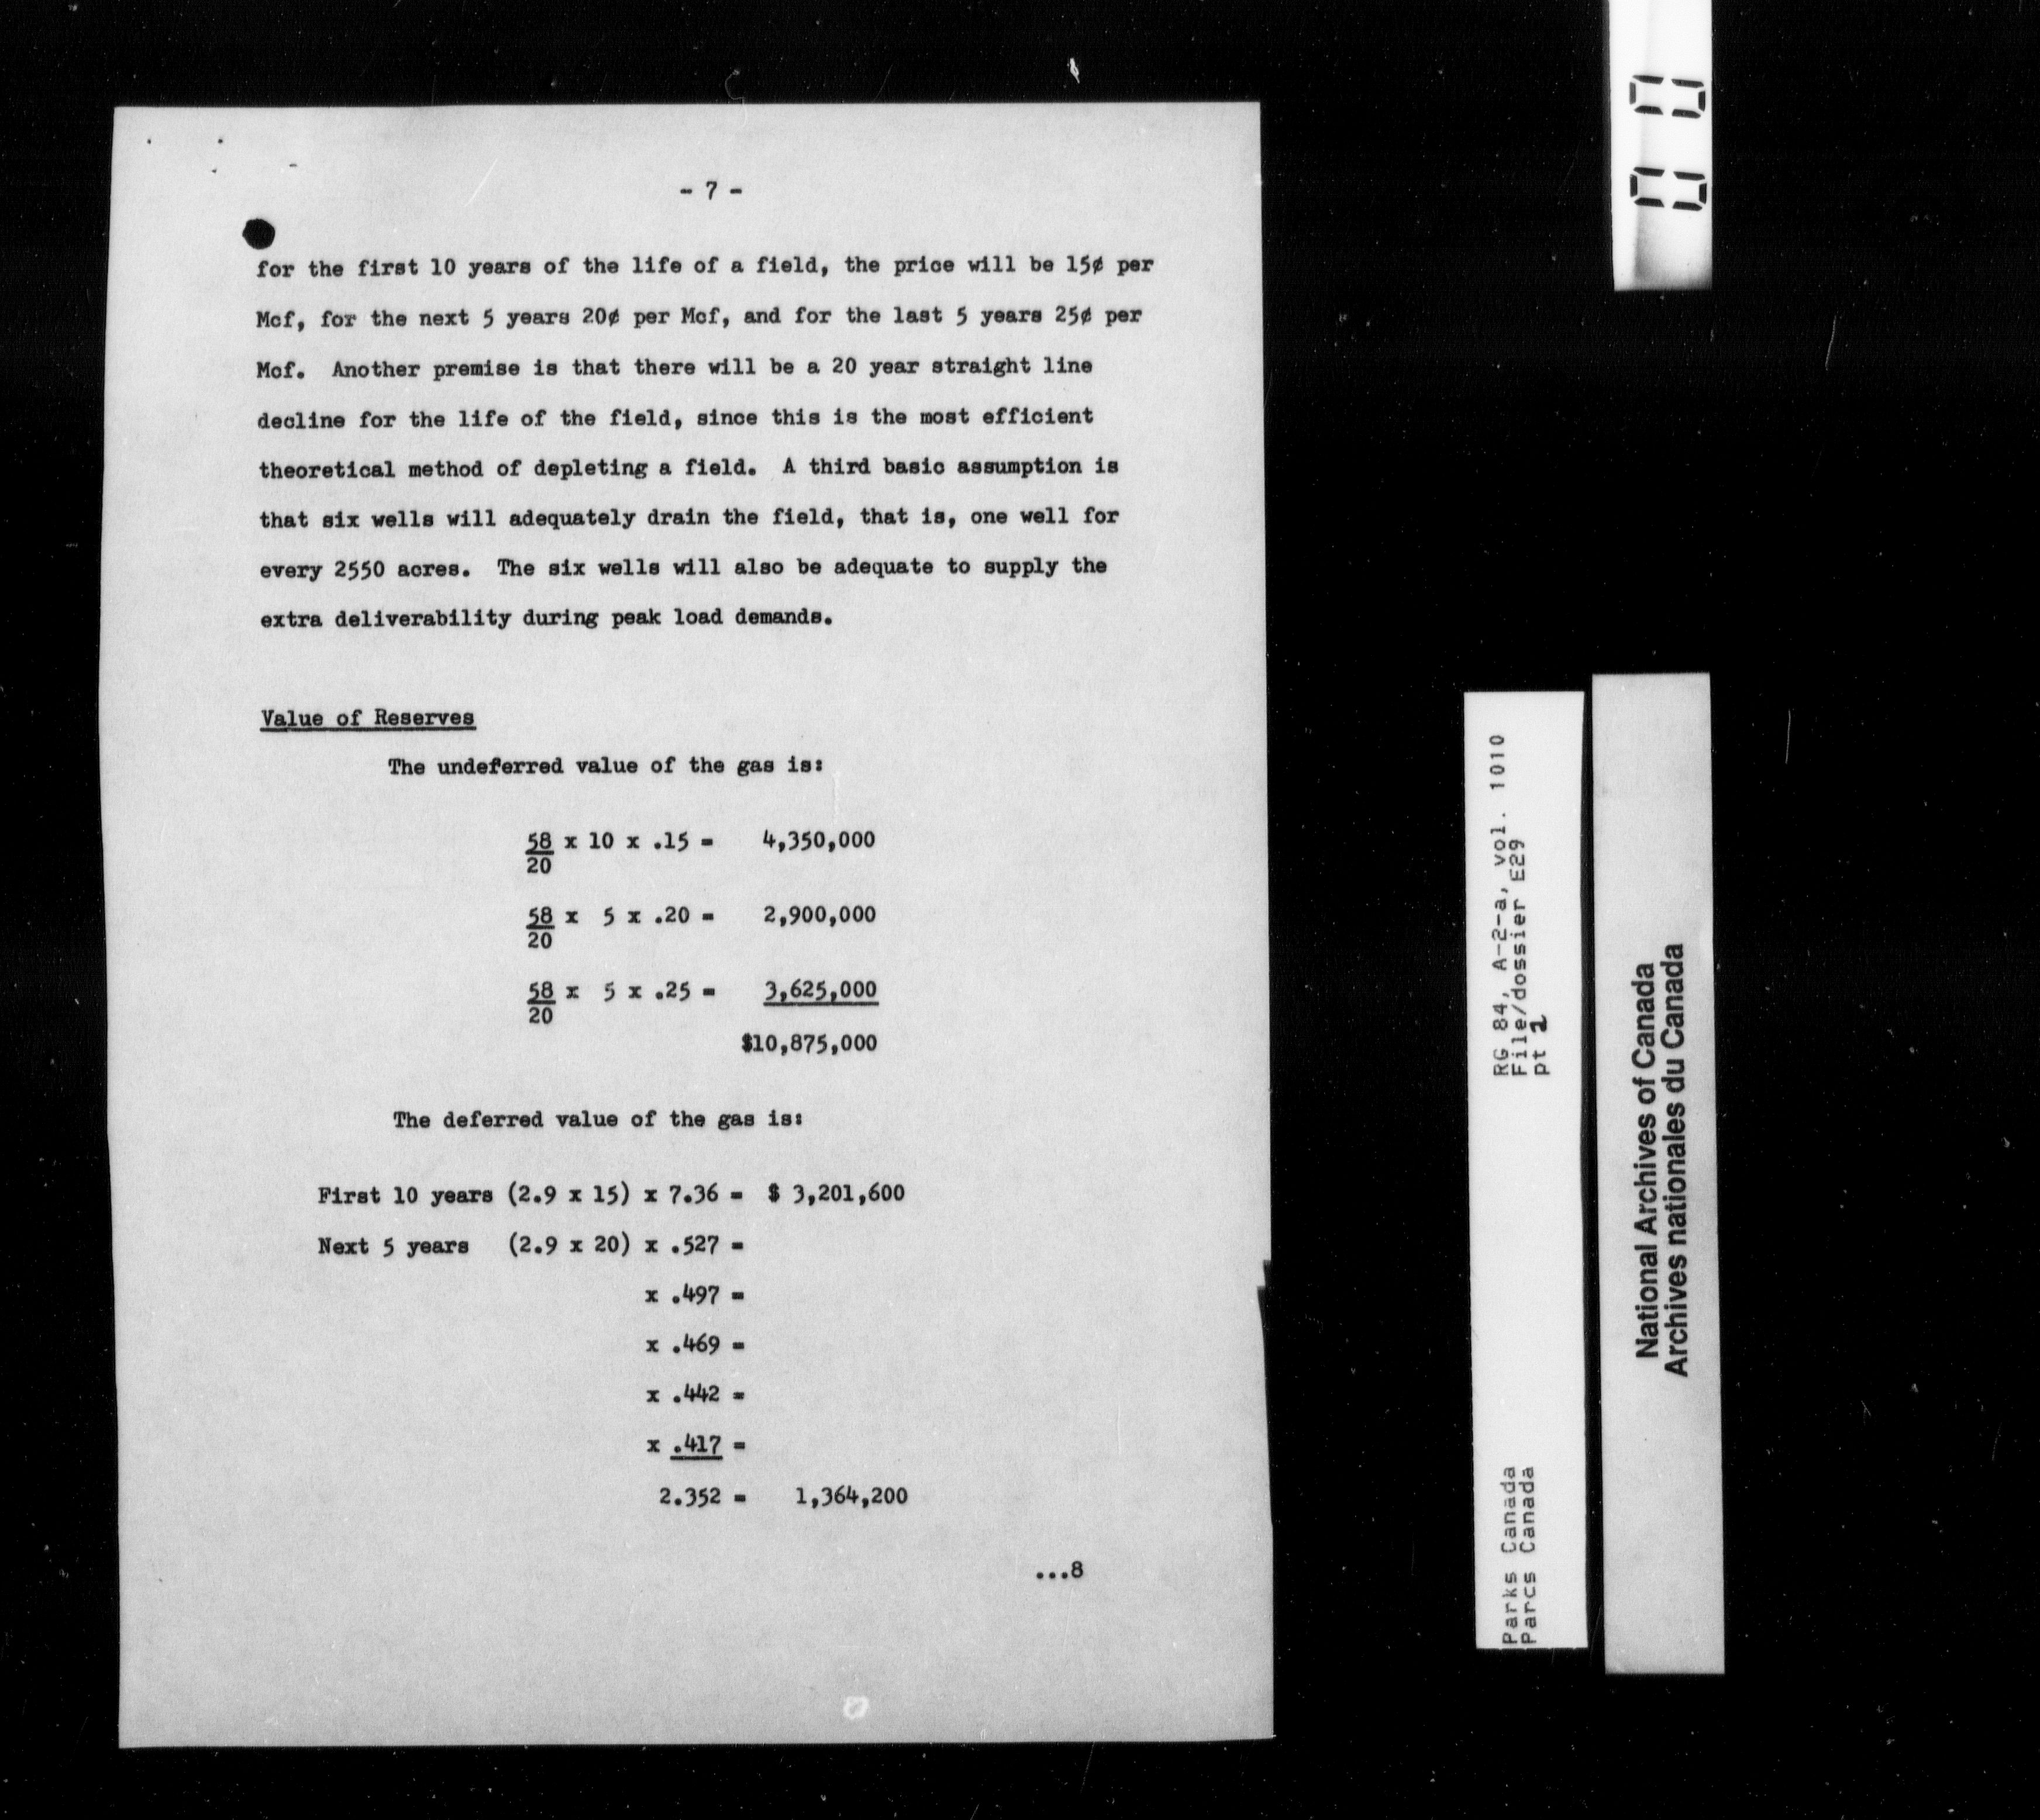 - 7 -
for the first 10 years of the life of a field, the price will be 15¢ per
Mcf, for the next 5 years 20¢ per Mcf, and for the last 5 years 25¢ per
Mcf. Another premise is that there will be a 20 year straight line
decline for the life of the field, since this is the most efficient
theoretical method of depleting a field. A third basic assumption is
that six wells will adequately drain the field, that is, one well for
every 2550 acres. The six wells will also be adequate to supply the
extra deliverability during peak load demands.
Value of Reserves
The undeferred value of the gas is:
58 x 10 x .15 = 4,350,000
20
58 x 5 x .20 = 2,900,000
20
58 x 5 x .25 = 3,625,000
20
$10,875,000
The deferred value of the gas is:
First 10 years (2.9 x 15) x 7.36 = $ 3,201,600
Next 5 years (2.9 x 20) x .527 =
x .497 =
x .469 =
x .442 =
x .417 =
2.352 = 1,364,200
...8
RG 84, A-2-a, vol. 1010
File/dossier E29
pt 2
Parks Canada
Parcs Canada
National Archives of Canada
Archives nationales du Canada